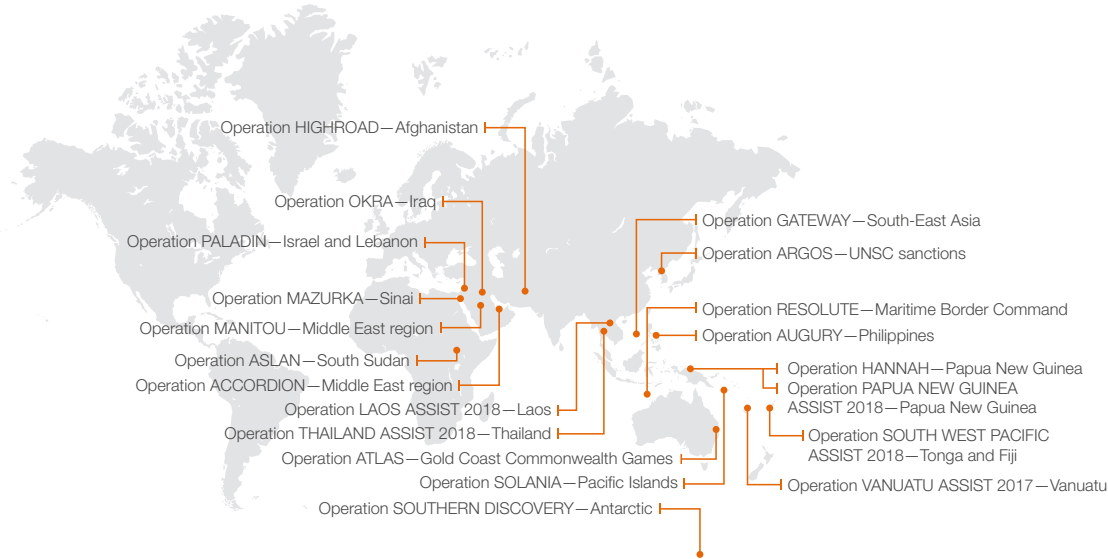 Operation HIGHROAD—Afghanistan
Operation OKRA—Iraq
Operation PALADIN—Israel and Lebanon
Operation MAZURKA—Sinai
Operation MANITOU—Middle East region
Operation ASLAN—South Sudan
Operation ACCORDION—Middle East region
Operation LAOS ASSIST 2018—Laos
Operation THAILAND ASSIST 2018—Thailand
Operation ATLAS—Gold Coast Commonwealth Games
Operation SOLANIA—Pacific Islands
Operation SOUTHERN DISCOVERY—Antarctic
Operation GATEWAY—South-East Asia
Operation ARGOS—UNSC sanctions
Operation RESOLUTE—Maritime Border Command
Operation AUGURY—Philippines
Operation HANNAH—Papua New Guinea
Operation PAPUA NEW GUINEA
ASSIST 2018—Papua New Guinea
Operation SOUTH WEST PACIFIC
ASSIST 2018—Tonga and Fiji
Operation VANUATU ASSIST 2017—Vanuatu